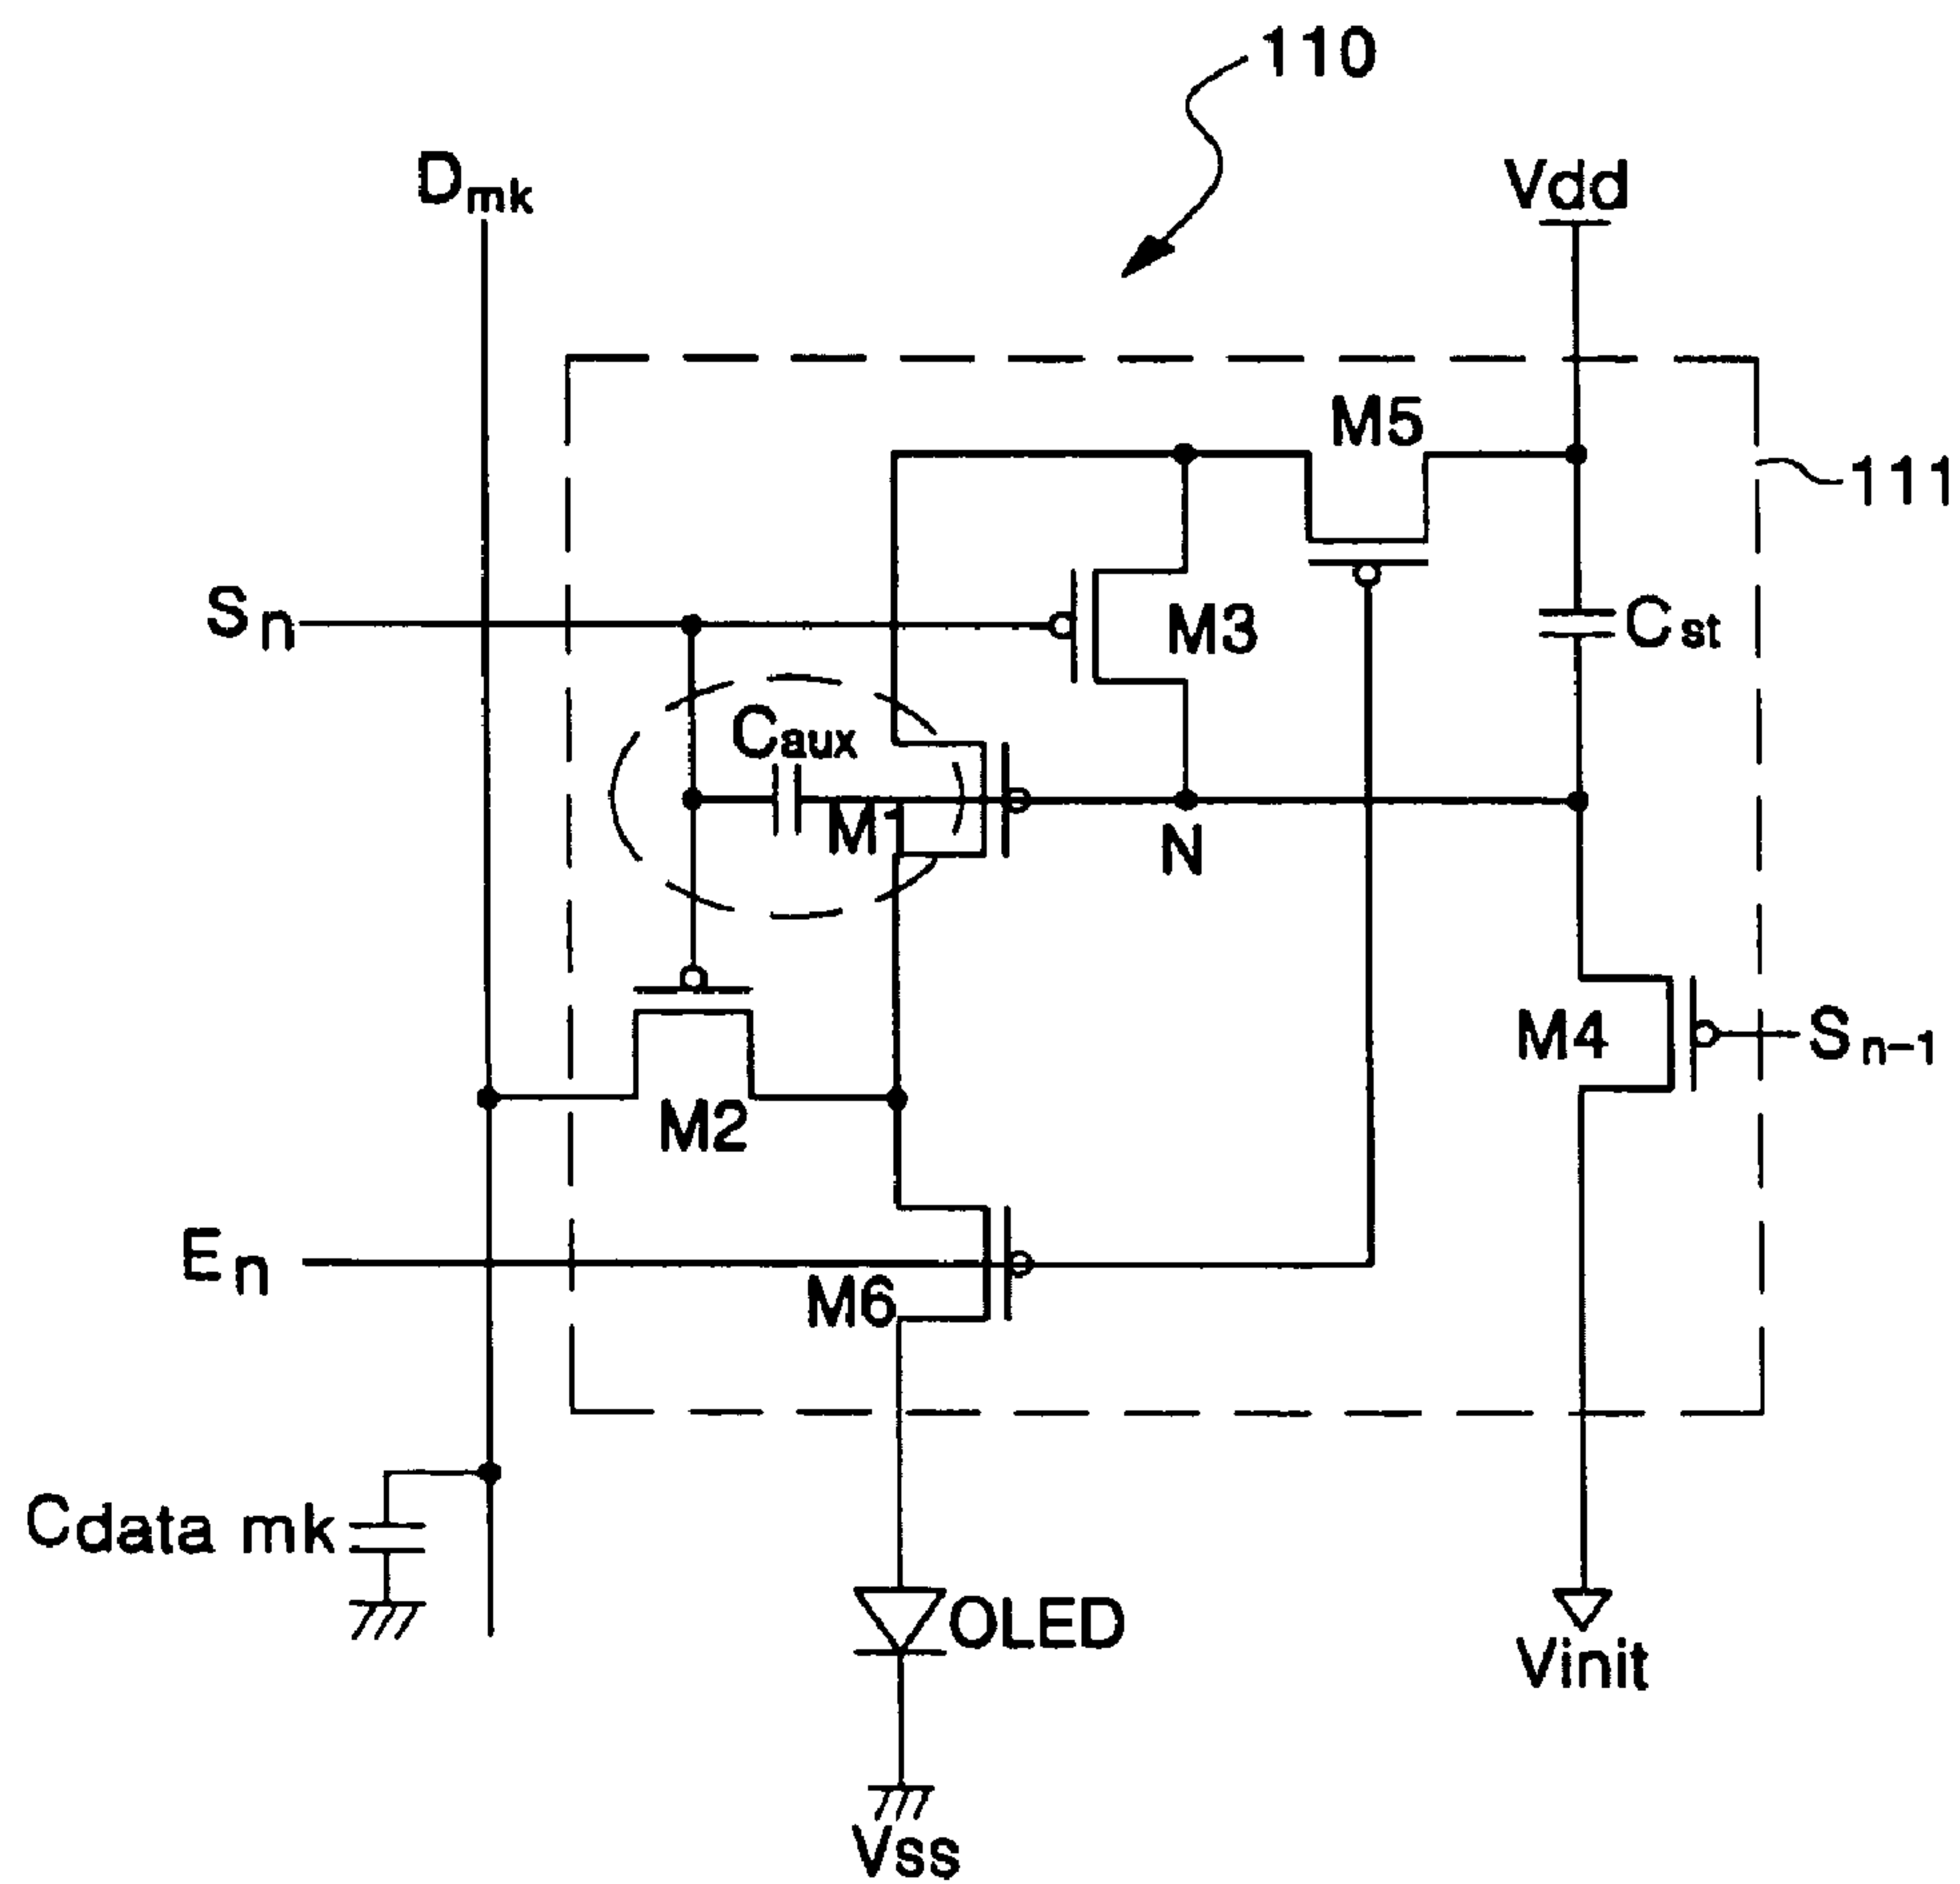 110
Dmk
Vdd
M5
111
Sn
M3
Cst
Caux
M1
N
M4
Sn-1
M2
En
M6
Cdata mk
OLED
Vinit
Vss